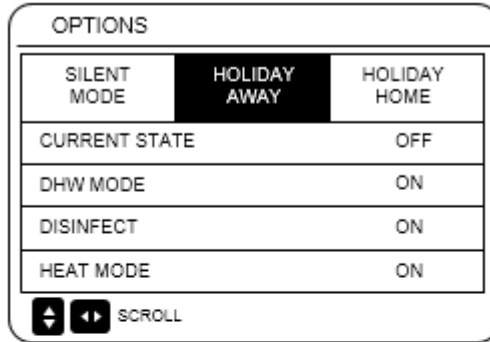 OPTIONS
SILENT MODE
HOLIDAY AWAY
HOLIDAY HOME
CURRENT STATE OFF
DHW MODE ON
DISINFECT ON
HEAT MODE ON
SCROLL